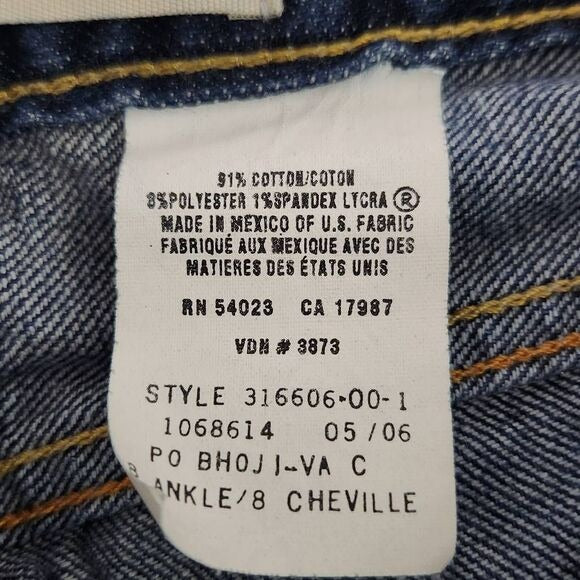 91% COTTON/COTON
8%POLYESTER 1%SPANDEX LYCRA ®
MADE IN MEXICO OF U.S. FABRIC
FABRIQUÉ AUX MEXIQUE AVEC DES
MATIERES DES ÉTATS UNIS
RN 54023 CA 17987
VDN # 3873
STYLE 316606-00-1
1068614 05/06
PO BHOJI-VA C
8 ANKLE/8 CHEVILLE